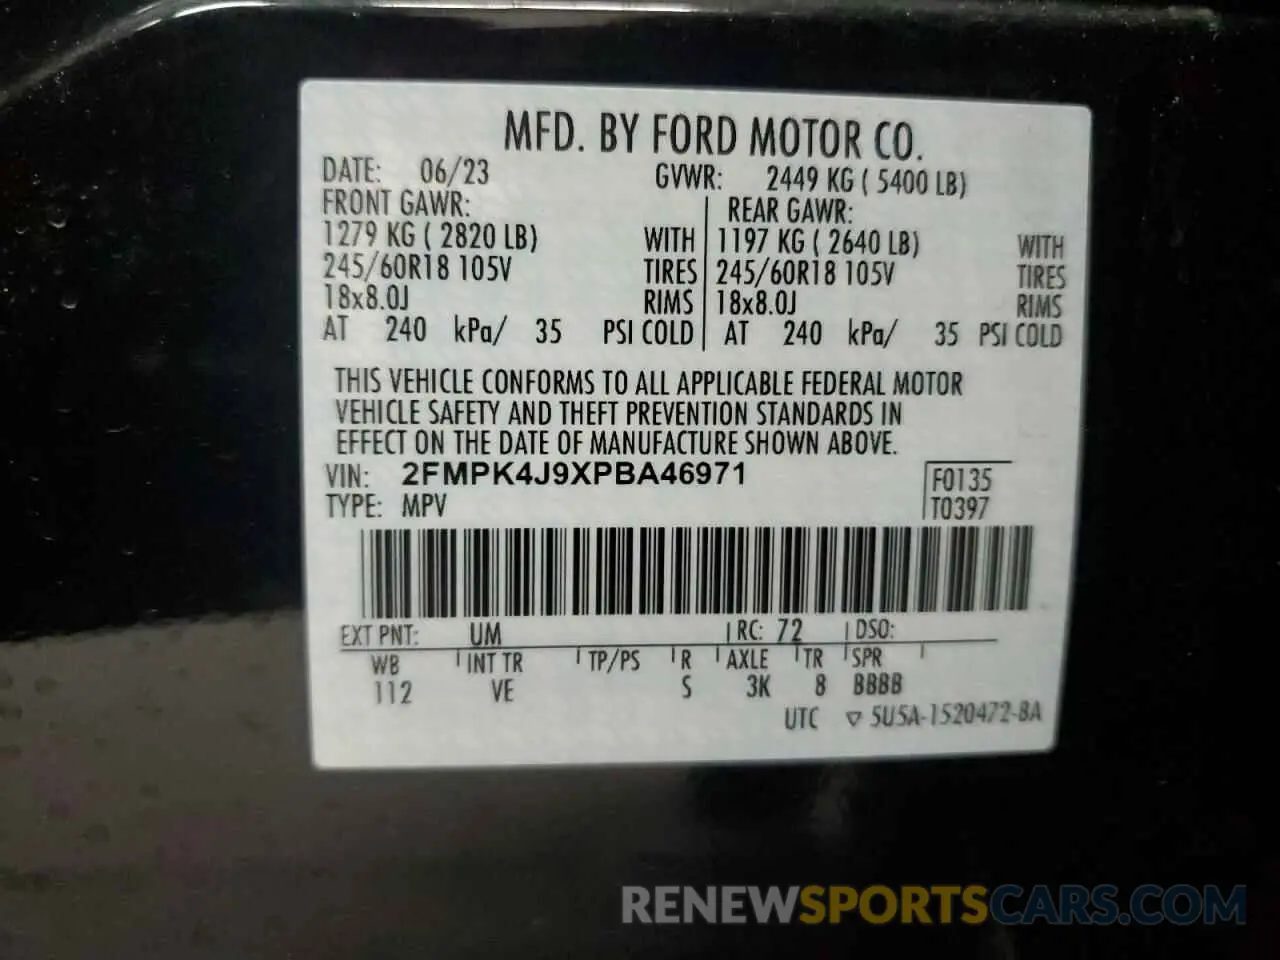 MFD. BY FORD MOTOR CO.
DATE: 06/23 GVWR: 2449 KG ( 5400 LB)
FRONT GAWR: REAR GAWR:
1279 KG ( 2820 LB) WITH 1197 KG ( 2640 LB) WITH
245/60R18 105V TIRES 245/60R18 105V TIRES
18x8.0J RIMS 18x8.0J RIMS
AT 240 kPa/ 35 PSI COLD AT 240 kPa/ 35 PSI COLD
THIS VEHICLE CONFORMS TO ALL APPLICABLE FEDERAL MOTOR
VEHICLE SAFETY AND THEFT PREVENTION STANDARDS IN
EFFECT ON THE DATE OF MANUFACTURE SHOWN ABOVE.
VIN: 2FMPK4J9XPBA46971 F0135
TYPE: MPV T0397
EXT PNT: UM RC: 72 DSO:
WB INT TR TP/PS R AXLE TR SPR
112 VE S 3K 8 BBBB
UTC ▽ 5U5A-1520472-BA
RENEWSPORTSCARS.COM